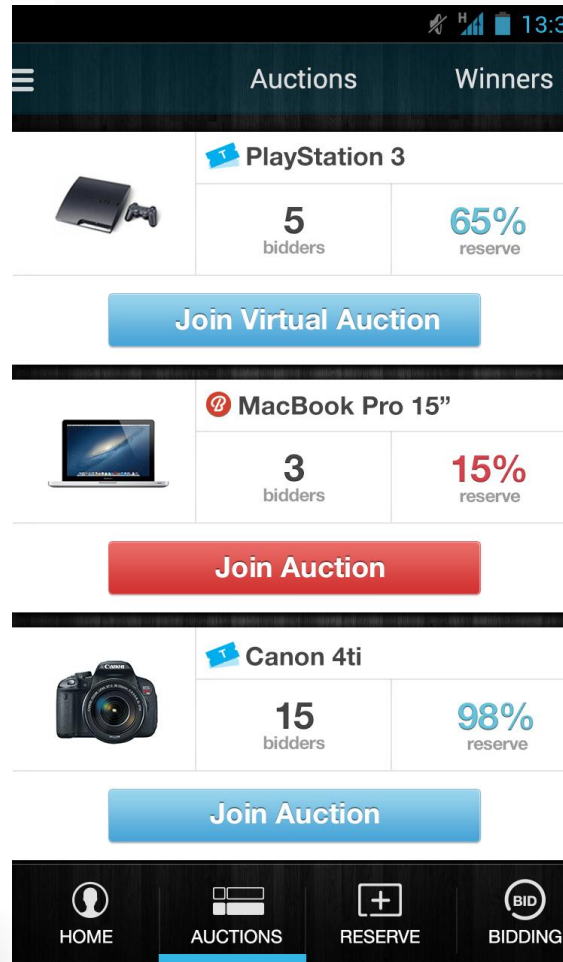 H 13:3
Auctions Winners
T PlayStation 3
5 65%
bidders reserve
Join Virtual Auction
B MacBook Pro 15”
3 15%
bidders reserve
Join Auction
Canon
T Canon 4ti
15 98%
bidders reserve
Join Auction
BID
HOME AUCTIONS RESERVE BIDDING